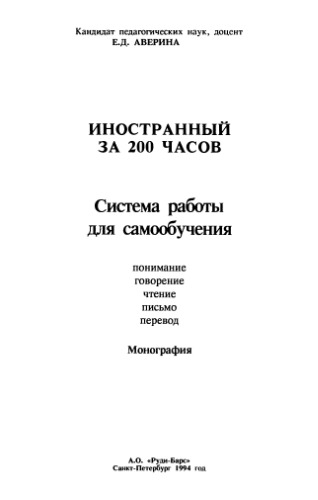 Кандидат педагогических наук, доцент
Е.Д. АВЕРИНА
ИНОСТРАННЫЙ
ЗА 200 ЧАСОВ
Система работы
для самообучения
понимание
говорение
чтение
письмо
перевод
Монография
А.О. «Руди-Барс»
Санкт-Петербург 1994 год